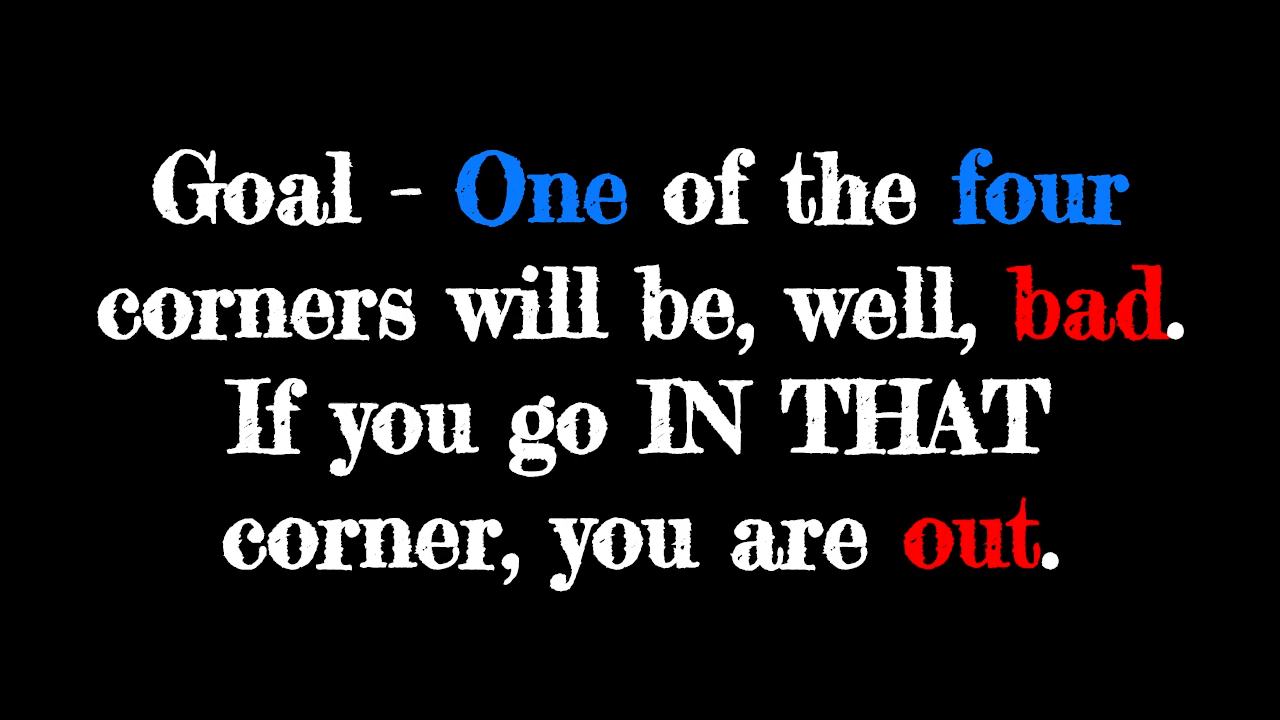 Goal - One of the four
corners will be, well, bad.
If you go IN THAT
corner, you are out.